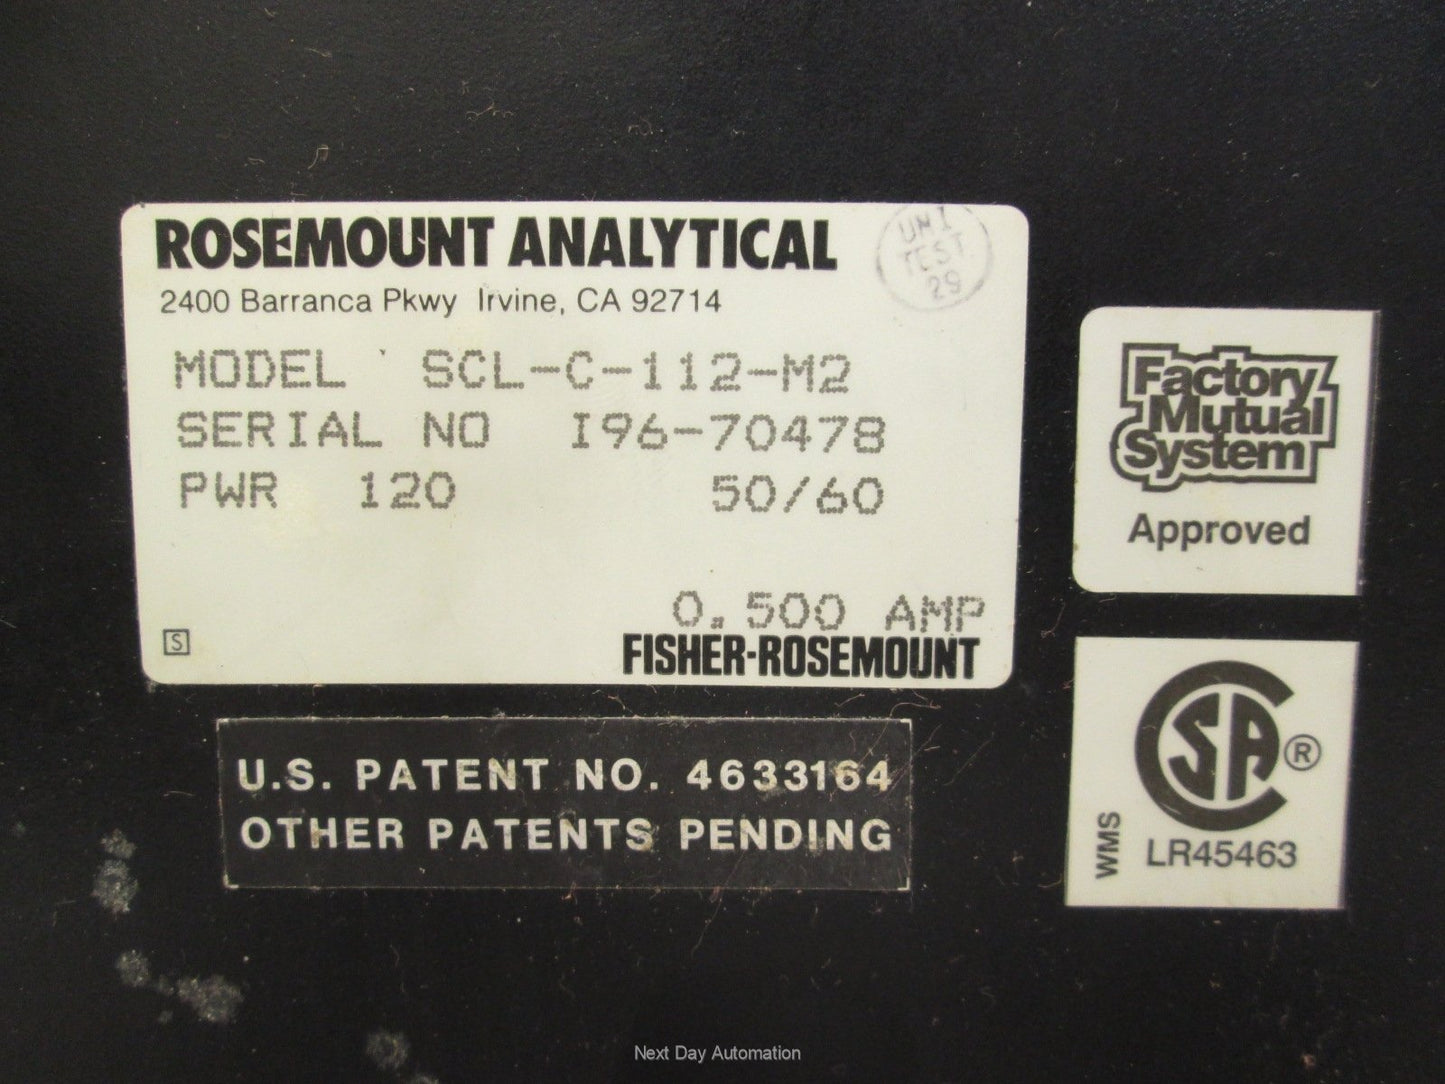 ROSEMOUNT ANALYTICAL
2400 Barranca Pkwy Irvine, CA 92714
UNI
TEST
29
MODEL SCL-C-112-M2
SERIAL NO I96-70478
PWR 120 50/60
0.500 AMP
S
FISHER-ROSEMOUNT
U.S. PATENT NO. 4633164
OTHER PATENTS PENDING
Factory
Mutual
System
Approved
CSA ®
WMS
LR45463
Next Day Automation